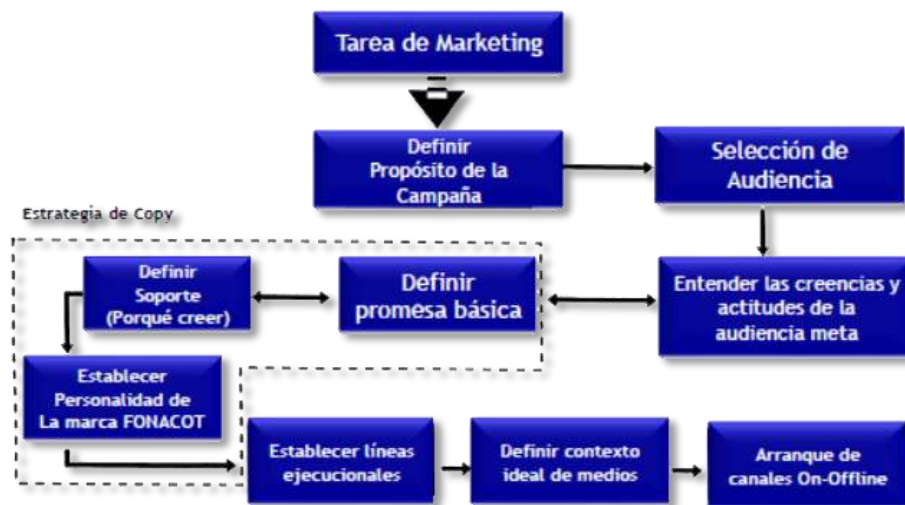 Tarea de Marketing
Definir
Propósito de la
Campaña
Selección de
Audiencia
Estrategia de Copy
Definir
Soporte
(Porqué creer)
Definir
promesa básica
Entender las creencias y
actitudes de la
audiencia meta
Establecer
Personalidad de
La marca FONACOT
Establecer líneas
ejecucionales
Definir contexto
ideal de medios
Arranque de
canales On-Offline